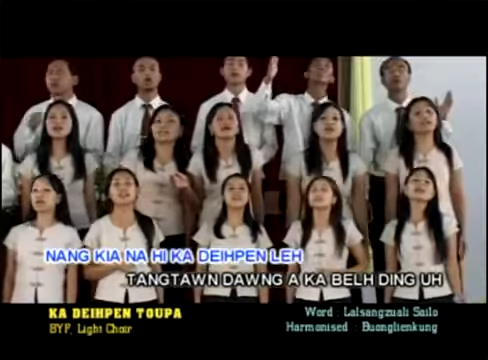 NANG KIA NA HI KA DEIHPEN LEH
TANGTAWN DAWNG A KA BELH DING UH
KA DEIHPEN TOUPA
BYF, Light Choir
Word : Lalsangzuali Sailo
Harmonised : Buonglienkung